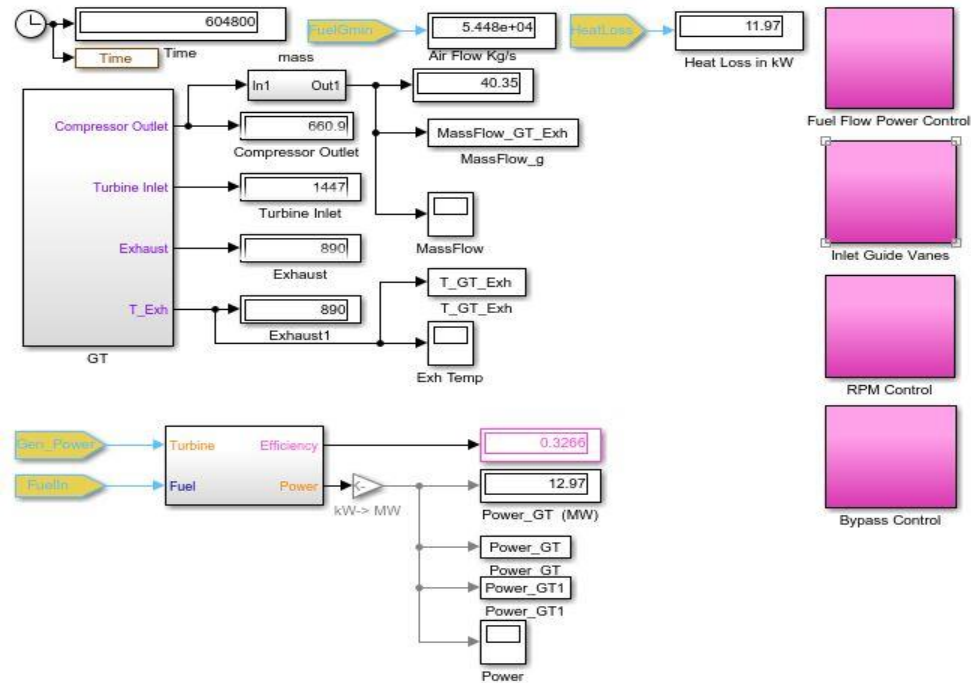 604800
Time
Time
FuelGmin
5.448e+04
Air Flow Kg/s
HeatLoss
11.97
Heat Loss in kW
mass
In1
Out1
40.35
Compressor Outlet
660.9
Compressor Outlet
MassFlow_GT_Exh
MassFlow_g
Turbine Inlet
1447
Turbine Inlet
MassFlow
Exhaust
890
Exhaust
T_GT_Exh
T_GT_Exh
T_Exh
890
Exhaust1
Exh Temp
GT
Fuel Flow Power Control
Inlet Guide Vanes
RPM Control
Bypass Control
Gen_Power
Turbine
Efficiency
0.3266
FuelIn
Fuel
Power
K-
kW-> MW
12.97
Power_GT (MW)
Power_GT
Power_GT
Power_GT1
Power_GT1
Power